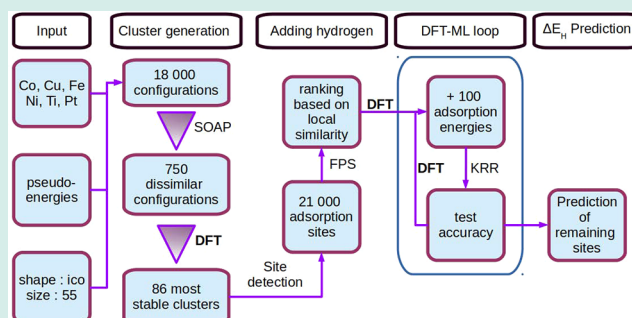 Input
Cluster generation
Adding hydrogen
DFT-ML loop
ΔE_H Prediction
Co, Cu, Fe
Ni, Ti, Pt
pseudo-
energies
shape : ico
size : 55
18 000
configurations
SOAP
750
dissimilar
configurations
DFT
86 most
stable clusters
Site
detection
21 000
adsorption
sites
FPS
ranking
based on
local
similarity
DFT
+ 100
adsorption
energies
DFT
KRR
test
accuracy
Prediction
of
remaining
sites